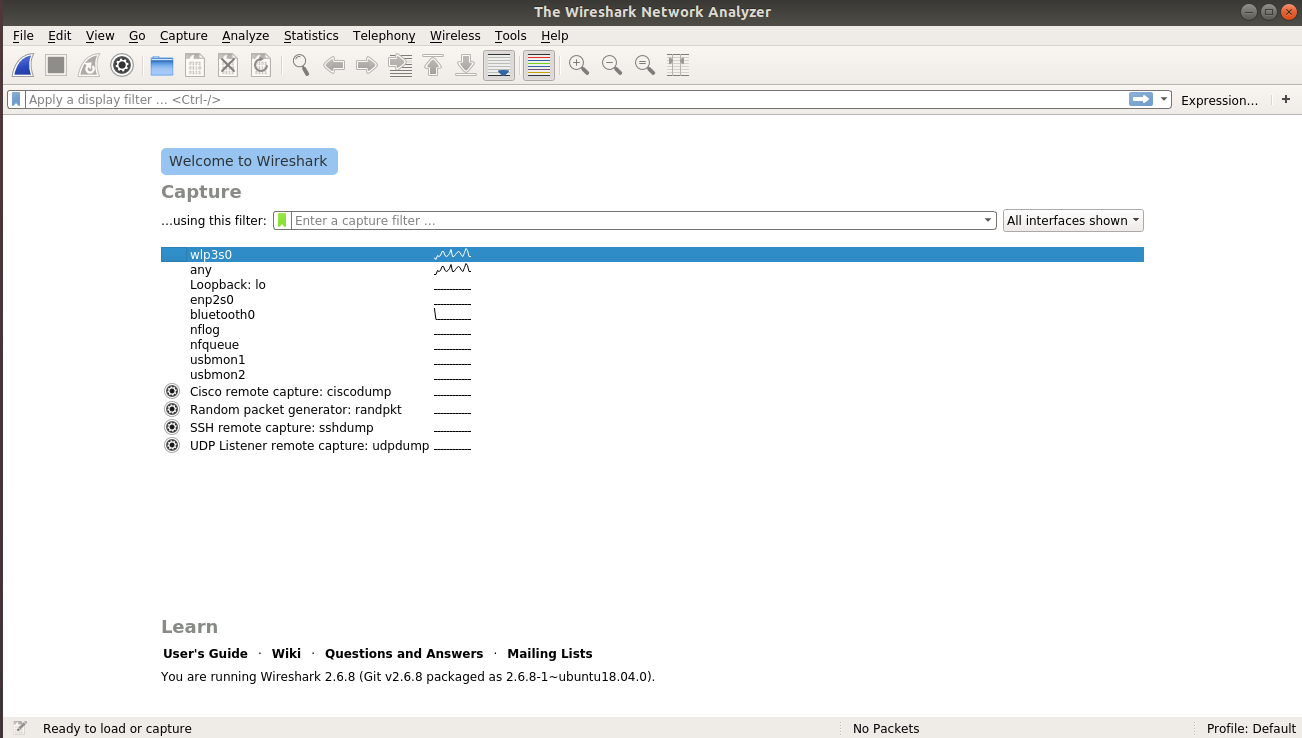 The Wireshark Network Analyzer
File Edit View Go Capture Analyze Statistics Telephony Wireless Tools Help
Apply a display filter … <Ctrl-/> Expression… +
Welcome to Wireshark
Capture
…using this filter: Enter a capture filter … All interfaces shown
wlp3s0
any
Loopback: lo
enp2s0
bluetooth0
nflog
nfqueue
usbmon1
usbmon2
Cisco remote capture: ciscodump
Random packet generator: randpkt
SSH remote capture: sshdump
UDP Listener remote capture: udpdump
Learn
User's Guide · Wiki · Questions and Answers · Mailing Lists
You are running Wireshark 2.6.8 (Git v2.6.8 packaged as 2.6.8-1~ubuntu18.04.0).
Ready to load or capture No Packets Profile: Default